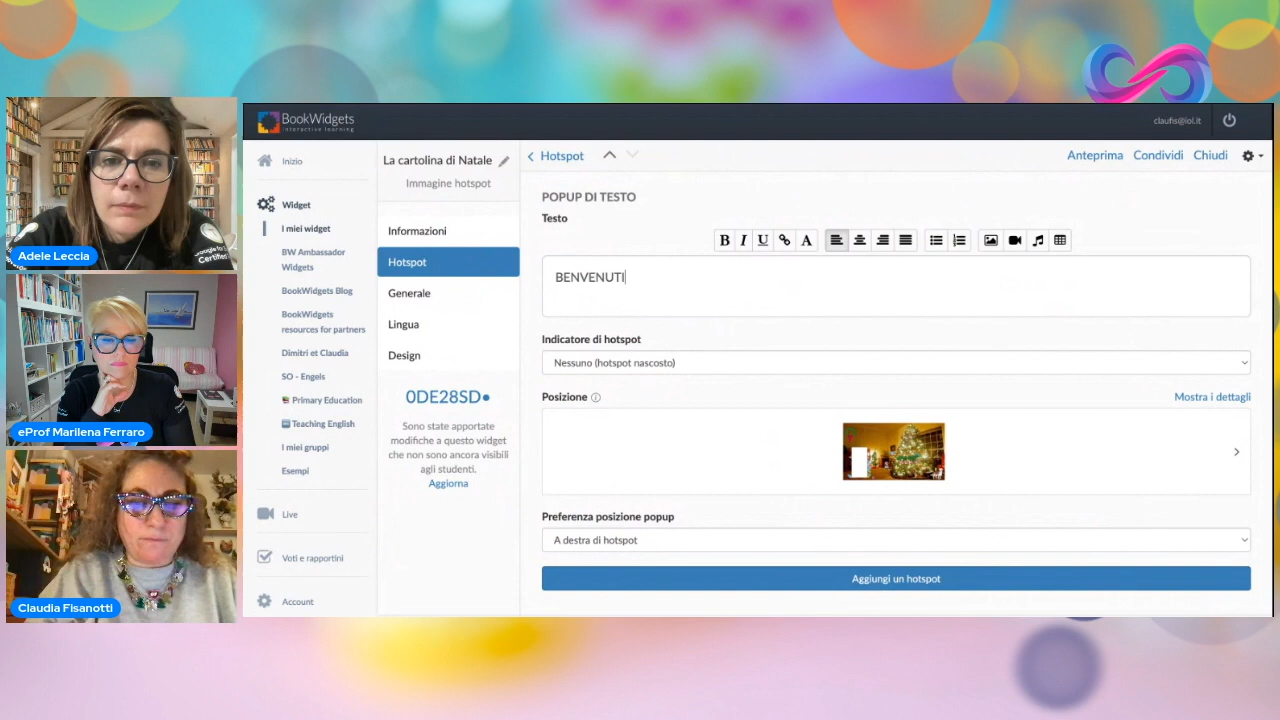 BookWidgets
interactive learning
claufis@iol.it
Inizio
Widget
I miei widget
BW Ambassador
Widgets
BookWidgets Blog
BookWidgets
resources for partners
Dimitri et Claudia
SO - Engels
Primary Education
Teaching English
I miei gruppi
Esempi
Live
Voti e rapportini
Account
La cartolina di Natale
Immagine hotspot
Informazioni
Hotspot
Generale
Lingua
Design
0DE28SD●
Sono state apportate
modifiche a questo widget
che non sono ancora visibili
agli studenti.
Aggiorna
Hotspot
Anteprima Condividi Chiudi
POPUP DI TESTO
Testo
B I U A
BENVENUTI
Indicatore di hotspot
Nessuno (hotspot nascosto)
Posizione
Mostra i dettagli
Preferenza posizione popup
A destra di hotspot
Aggiungi un hotspot
Adele Leccia
eProf Marilena Ferraro
Claudia Fisanotti